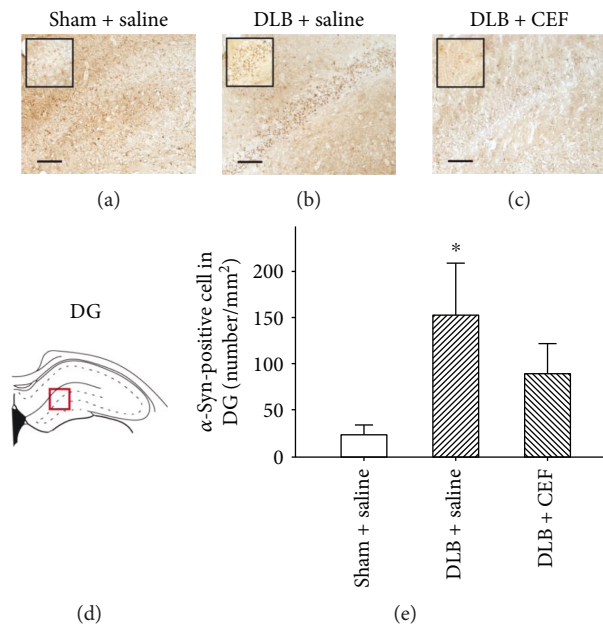 Sham + saline
DLB + saline
DLB + CEF
(a)
(b)
(c)
DG
(d)
α-Syn-positive cell in
DG (number/mm²)
200
150
100
50
0
*
Sham + saline
DLB + saline
DLB + CEF
(e)